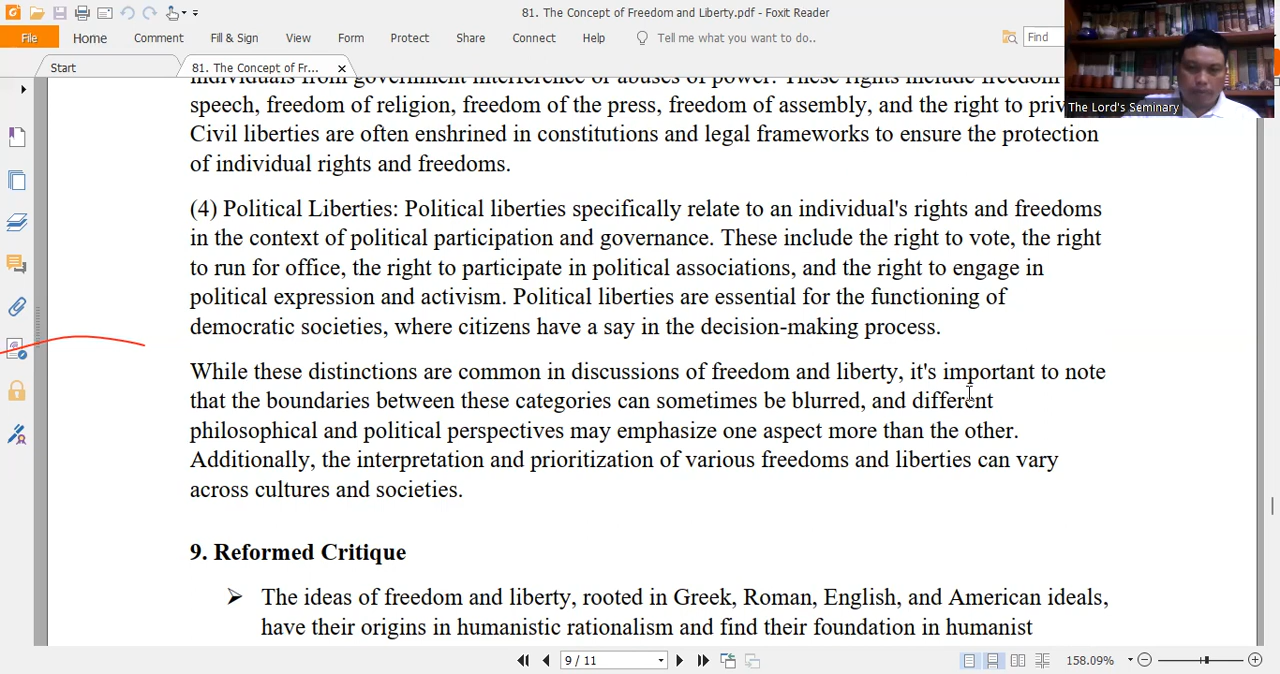 81. The Concept of Freedom and Liberty.pdf - Foxit Reader
File Home Comment Fill & Sign View Form Protect Share Connect Help Tell me what you want to do.. Find
Start 81. The Concept of Fr...
The Lord's Seminary
individuals from government interference or abuses of power. These rights include freedom
speech, freedom of religion, freedom of the press, freedom of assembly, and the right to
Civil liberties are often enshrined in constitutions and legal frameworks to ensure the protection
of individual rights and freedoms.
(4) Political Liberties: Political liberties specifically relate to an individual's rights and freedoms
in the context of political participation and governance. These include the right to vote, the right
to run for office, the right to participate in political associations, and the right to engage in
political expression and activism. Political liberties are essential for the functioning of
democratic societies, where citizens have a say in the decision-making process.
While these distinctions are common in discussions of freedom and liberty, it's important to note
that the boundaries between these categories can sometimes be blurred, and different
philosophical and political perspectives may emphasize one aspect more than the other.
Additionally, the interpretation and prioritization of various freedoms and liberties can vary
across cultures and societies.
9. Reformed Critique
➢ The ideas of freedom and liberty, rooted in Greek, Roman, English, and American ideals,
have their origins in humanistic rationalism and find their foundation in humanist
9 / 11
158.09%